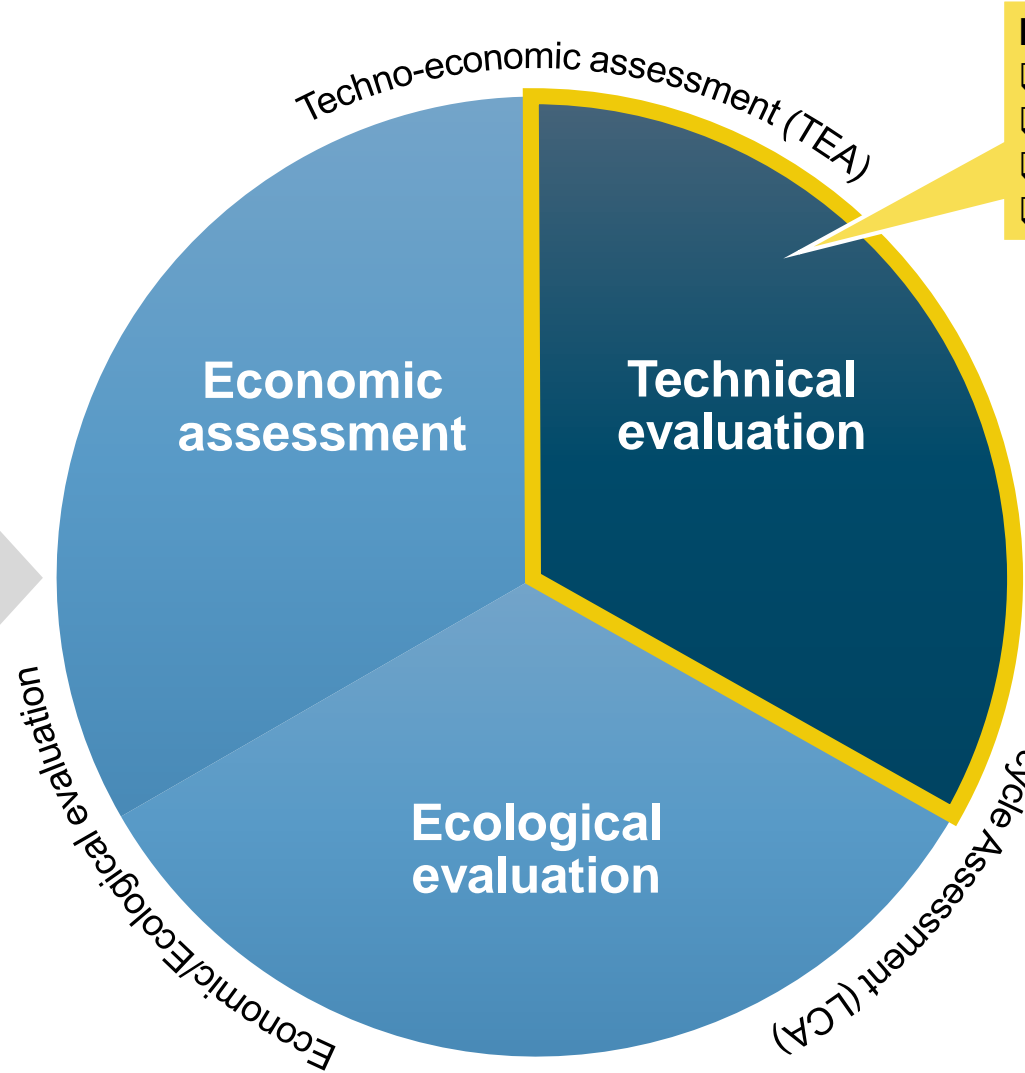 Techno-economic assessment (TEA)
Economic
assessment
Technical
evaluation
Ecological
evaluation
Economic/Ecological evaluation
cycle Assessment (LCA)